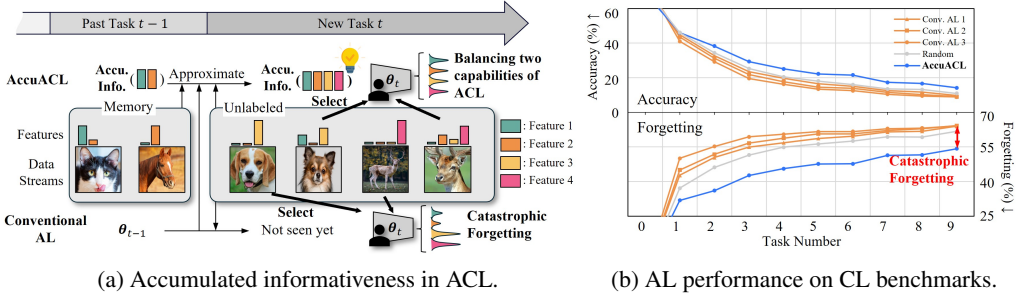 Past Task t − 1
New Task t
AccuACL
Accu. Info.
Approximate
Accu. Info.
Select
θt
Balancing two capabilities of ACL
Memory
Unlabeled
Features
Data Streams
: Feature 1
: Feature 2
: Feature 3
: Feature 4
Conventional AL
θt−1
Select
Not seen yet
θt
Catastrophic Forgetting
(a) Accumulated informativeness in ACL.
Accuracy (%) ↑
60
40
20
0
Conv. AL 1
Conv. AL 2
Conv. AL 3
Random
AccuACL
Accuracy
Forgetting
Catastrophic Forgetting
70
55
40
25
Forgetting (%) ↓
0 1 2 3 4 5 6 7 8 9
Task Number
(b) AL performance on CL benchmarks.